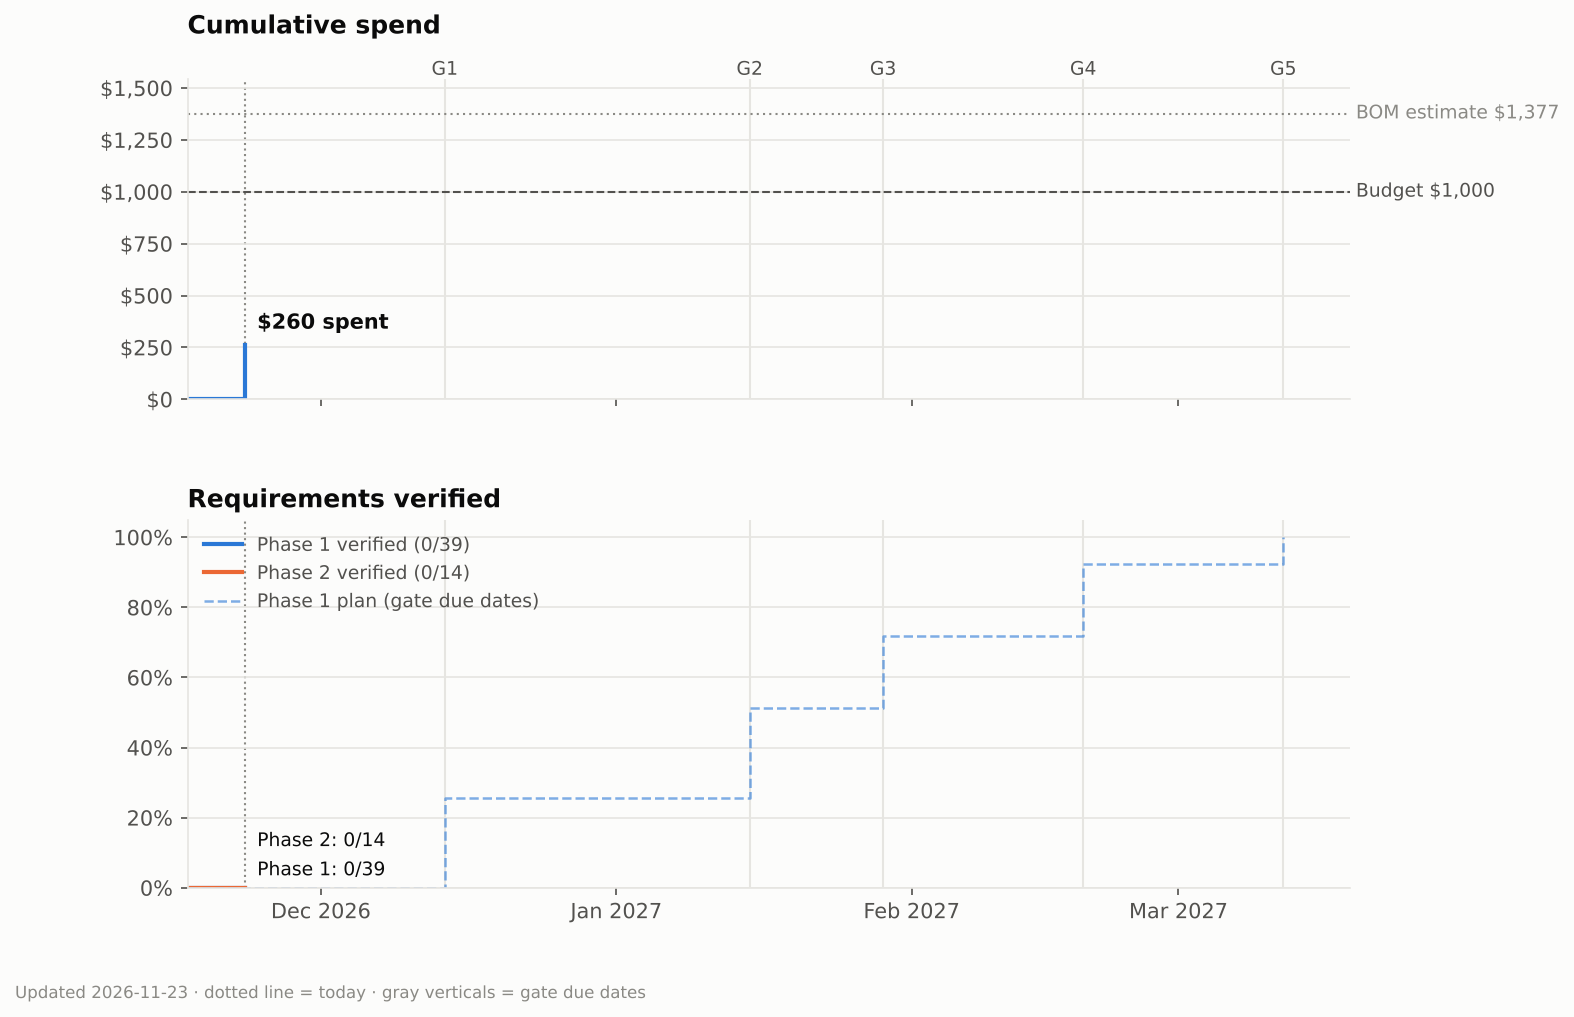 Cumulative spend
G1 G2 G3 G4 G5
$1,500
BOM estimate $1,377
$1,250
$1,000
Budget $1,000
$750
$500
$260 spent
$250
$0
Requirements verified
100%
Phase 1 verified (0/39)
Phase 2 verified (0/14)
Phase 1 plan (gate due dates)
80%
60%
40%
20%
Phase 2: 0/14
Phase 1: 0/39
0%
Dec 2026 Jan 2027 Feb 2027 Mar 2027
Updated 2026-11-23 · dotted line = today · gray verticals = gate due dates